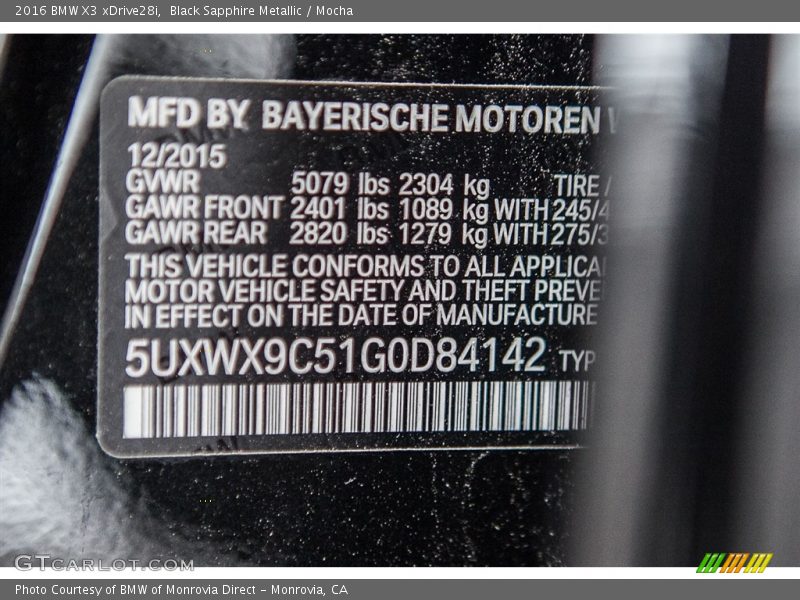 2016 BMW X3 xDrive28i, Black Sapphire Metallic / Mocha
MFD BY BAYERISCHE MOTOREN
12/2015
GVWR 5079 lbs 2304 kg TIRE /
GAWR FRONT 2401 lbs 1089 kg WITH 245/4
GAWR REAR 2820 lbs 1279 kg WITH 275/3
THIS VEHICLE CONFORMS TO ALL APPLICA
MOTOR VEHICLE SAFETY AND THEFT PREVE
IN EFFECT ON THE DATE OF MANUFACTURE
5UXWX9C51G0D84142 TYP
GTcarlot.com
Photo Courtesy of BMW of Monrovia Direct - Monrovia, CA